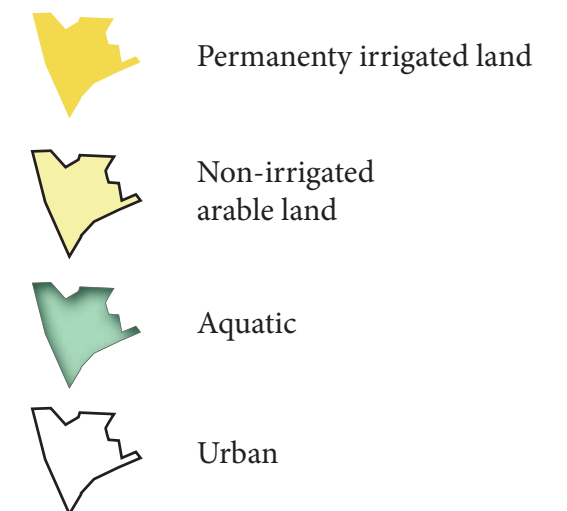 Permanenty irrigated land
Non-irrigated
arable land
Aquatic
Urban